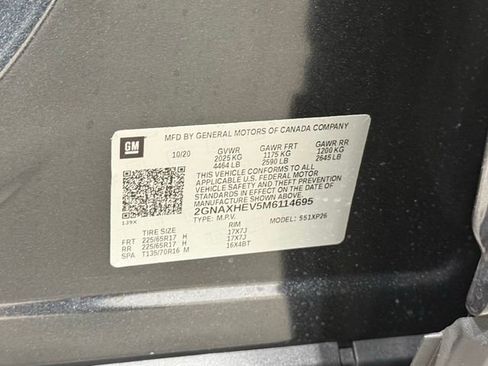 GM
MFD BY GENERAL MOTORS OF CANADA COMPANY
10/20 GVWR GAWR FRT GAWR RR
2025 KG 1175 KG 1200 KG
4464 LB 2590 LB 2645 LB
THIS VEHICLE CONFORMS TO ALL
APPLICABLE U.S. FEDERAL MOTOR
VEHICLE SAFETY, BUMPER, AND THEFT
PREVENTION STANDARDS IN EFFECT ON
THE DATE OF MANUFACTURE SHOWN ABOVE.
2GNAXHEV5M6114695
139X TYPE: M.P.V. MODEL: 5S1XP26
TIRE SIZE RIM
FRT 225/65R17 H 17X7J
RR 225/65R17 H 17X7J
SPA T135/70R16 M 16X4BT